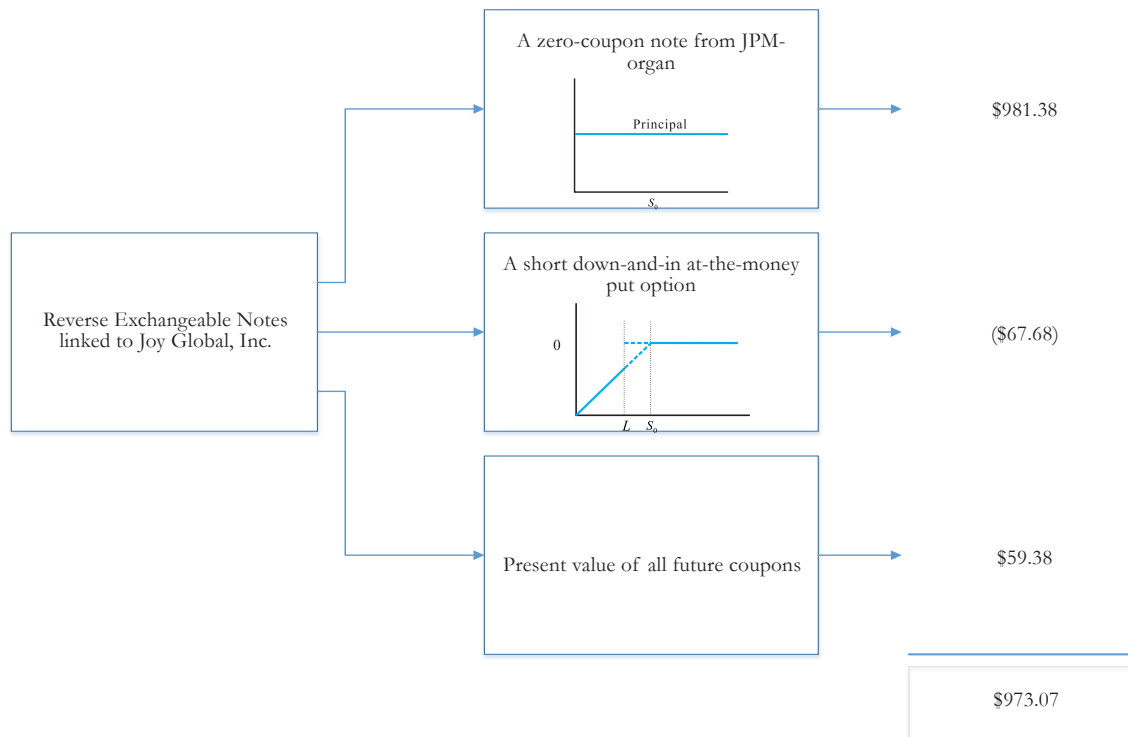 Reverse Exchangeable Notes
linked to Joy Global, Inc.
A zero-coupon note from JPM-
organ
Principal
S₀
$981.38
A short down-and-in at-the-money
put option
0
L S₀
($67.68)
Present value of all future coupons
$59.38
$973.07